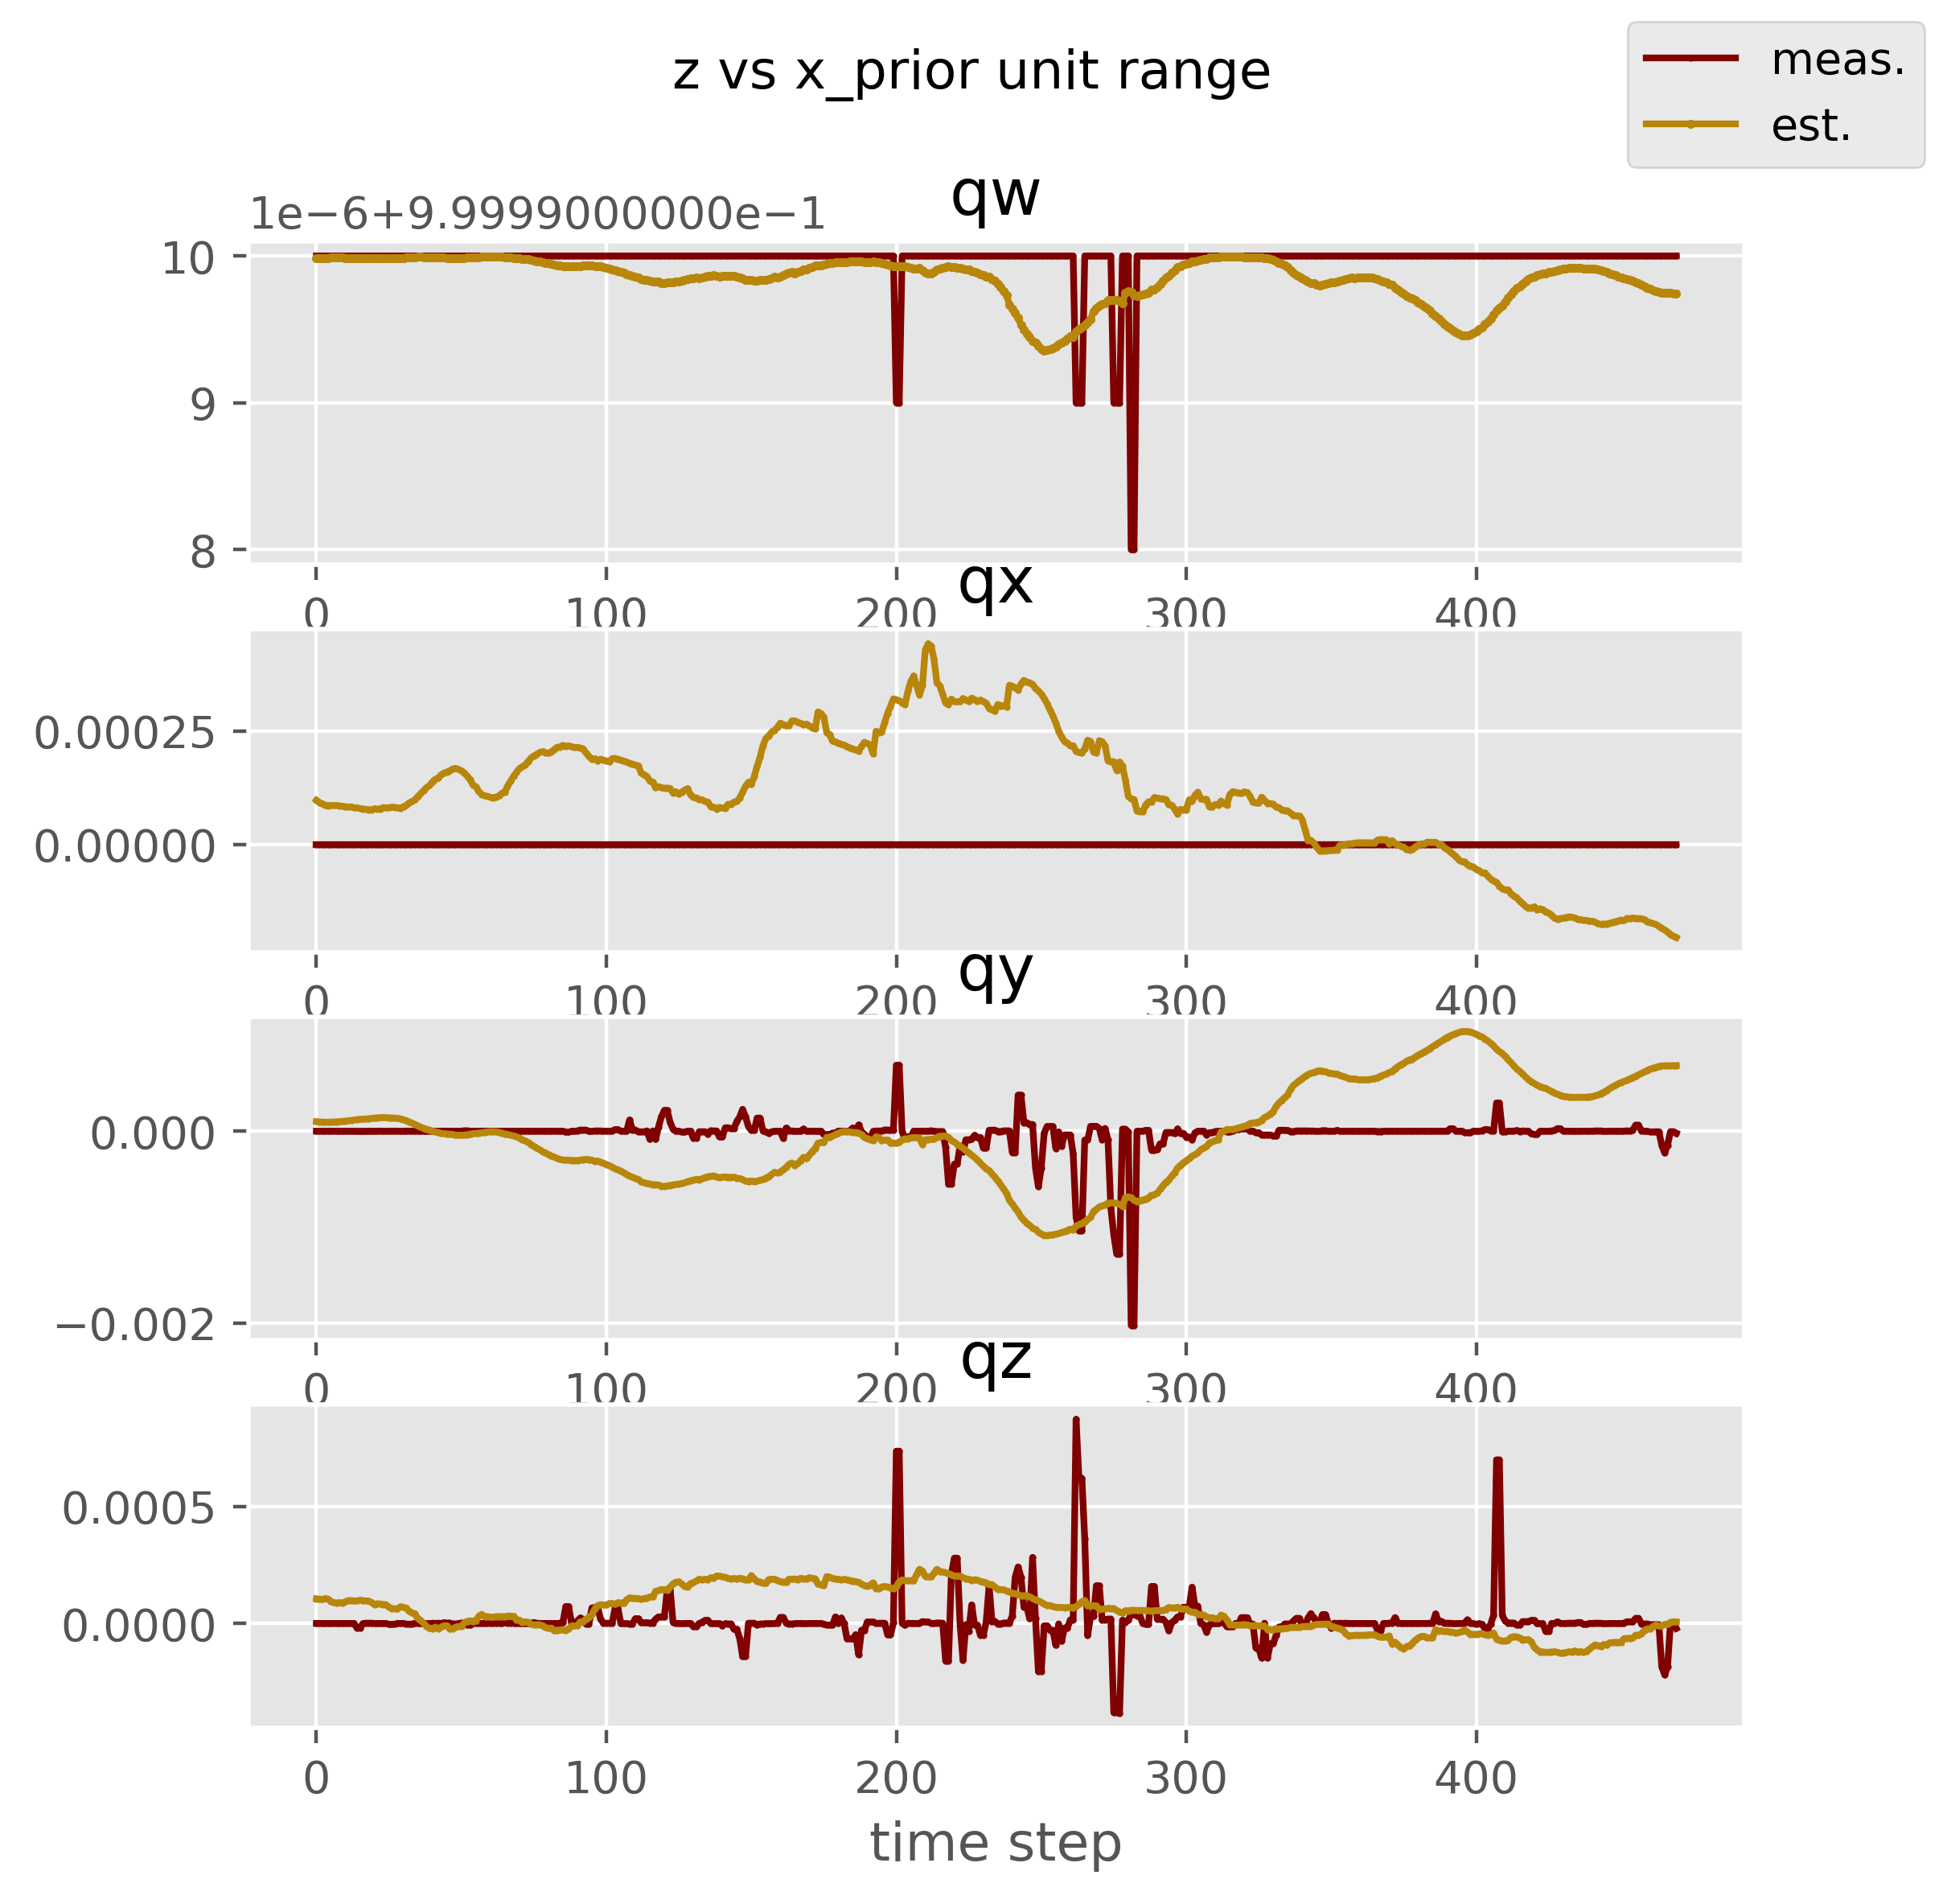 z vs x_prior unit range
meas.
est.
qw
1e−6+9.9999000000e−1
10
9
8
0 100 200 300 400
qx
0.00025
0.00000
0 100 200 300 400
qy
0.000
−0.002
0 100 200 300 400
qz
0.0005
0.0000
0 100 200 300 400
time step